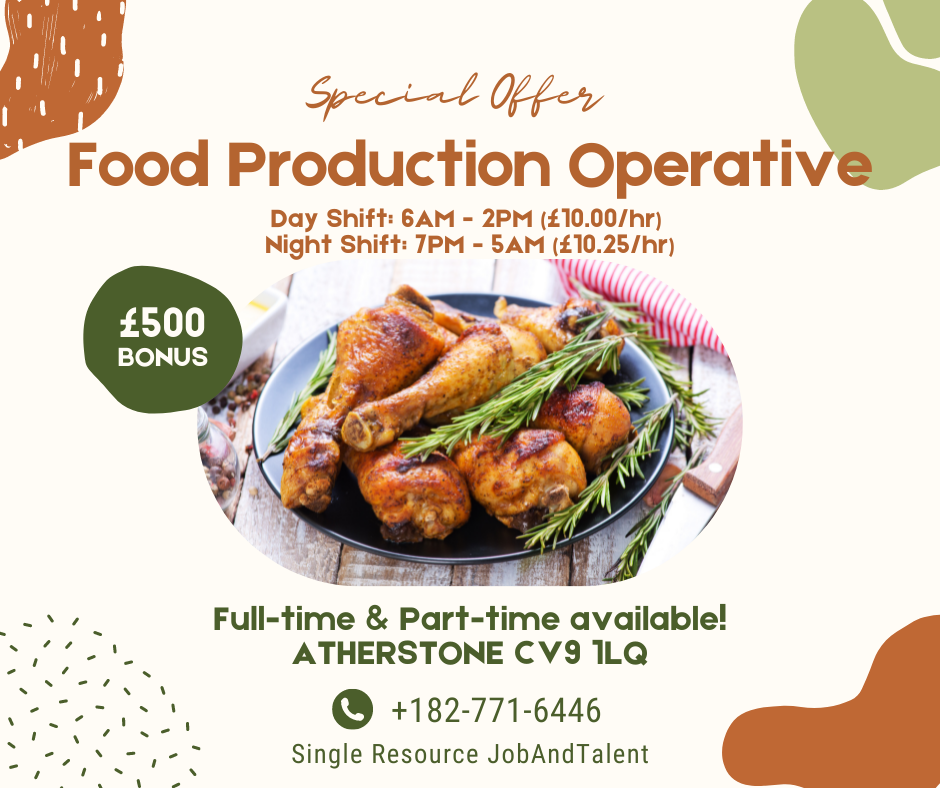 Special Offer
Food Production Operative
Day Shift: 6AM - 2PM (£10.00/hr)
Night Shift: 7PM - 5AM (£10.25/hr)
£500
BONUS
Full-time & Part-time available!
ATHERSTONE CV9 1LQ
+182-771-6446
Single Resource JobAndTalent